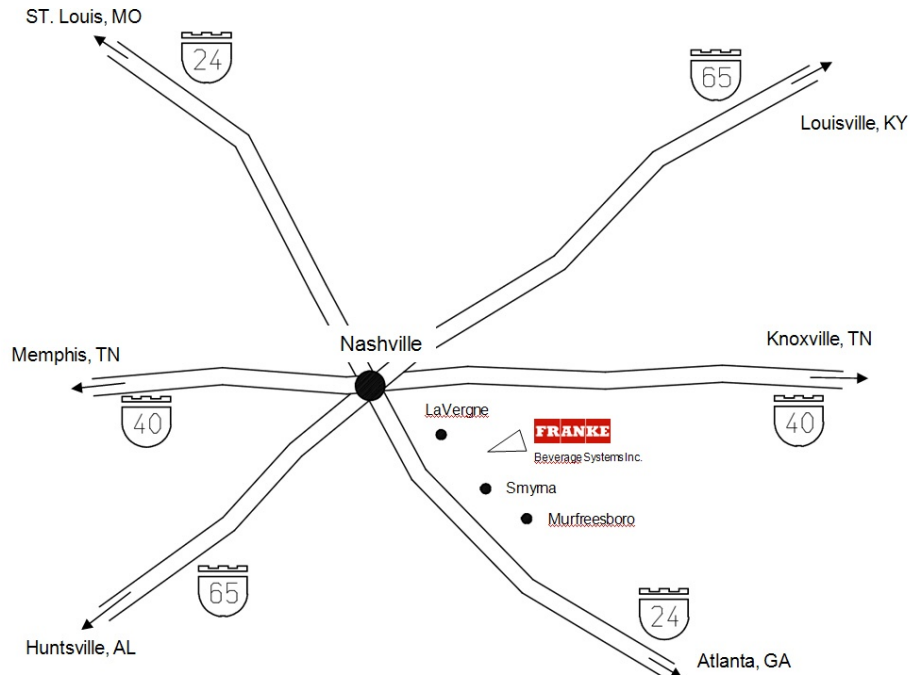 ST. Louis, MO
24
65
Louisville, KY
Nashville
Knoxville, TN
Memphis, TN
40
40
LaVergne
FRANKE
Beverage Systems Inc.
Smyrna
Murfreesboro
65
24
Huntsville, AL
Atlanta, GA